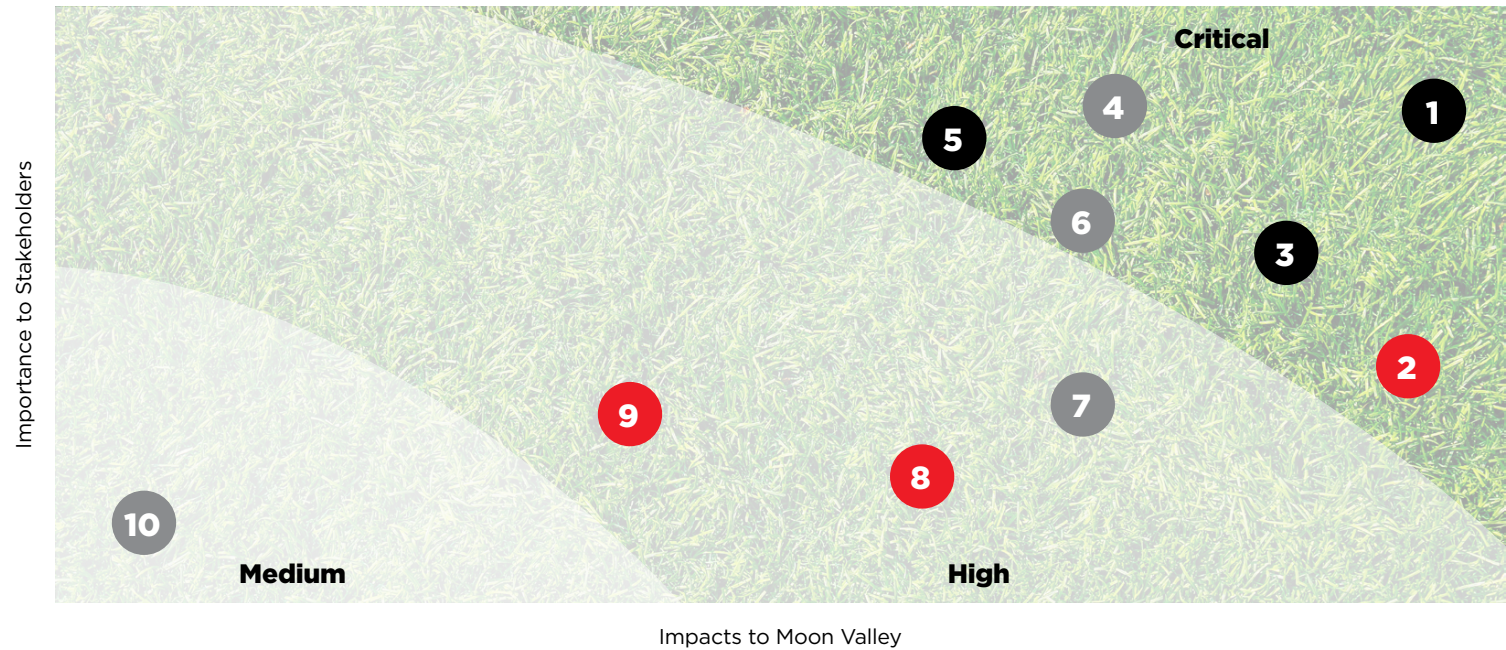 Critical
4
1
5
6
3
2
7
9
8
10
Medium
High
Importance to Stakeholders
Impacts to Moon Valley